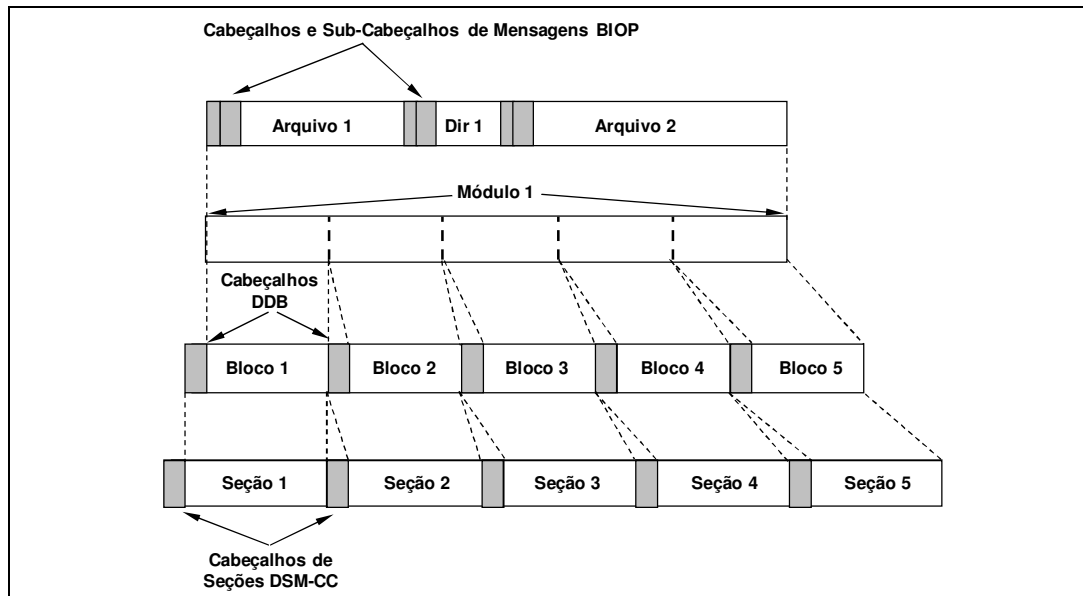 Cabeçalhos e Sub-Cabeçalhos de Mensagens BIOP
Arquivo 1
Dir 1
Arquivo 2
Módulo 1
Cabeçalhos
DDB
Bloco 1
Bloco 2
Bloco 3
Bloco 4
Bloco 5
Seção 1
Seção 2
Seção 3
Seção 4
Seção 5
Cabeçalhos de
Seções DSM-CC